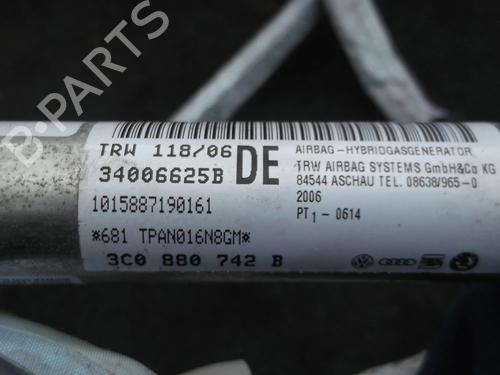 B-PARTS
TRW 118/06
34006625B
DE
1015887190161
*681 TPAN016N8GM*
3C0 880 742 B
AIRBAG-HYBRIDGASGENERATOR
TRW AIRBAG SYSTEMS GmbH&Co KG
84544 ASCHAU TEL. 08638/965-0
2006
PT1- 0614